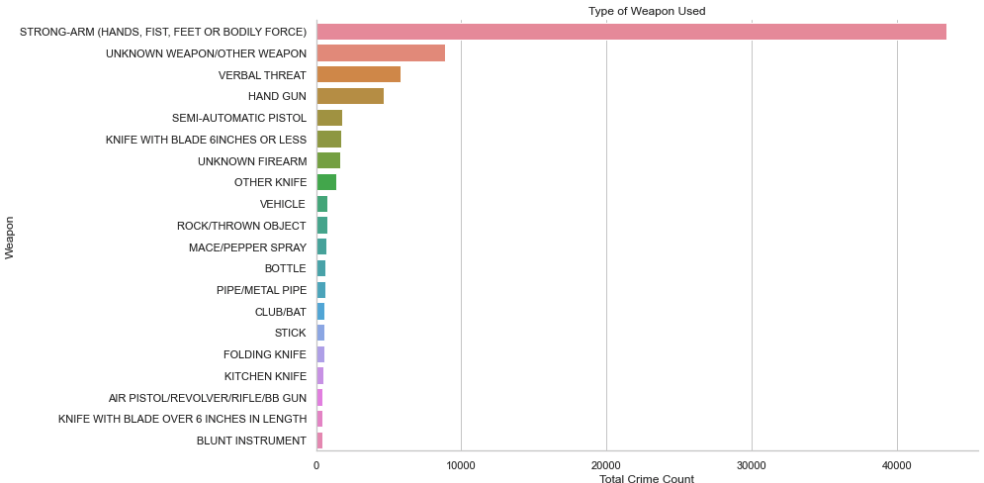 Type of Weapon Used
STRONG-ARM (HANDS, FIST, FEET OR BODILY FORCE)
UNKNOWN WEAPON/OTHER WEAPON
VERBAL THREAT
HAND GUN
SEMI-AUTOMATIC PISTOL
KNIFE WITH BLADE 6INCHES OR LESS
UNKNOWN FIREARM
OTHER KNIFE
VEHICLE
ROCK/THROWN OBJECT
MACE/PEPPER SPRAY
BOTTLE
PIPE/METAL PIPE
CLUB/BAT
STICK
FOLDING KNIFE
KITCHEN KNIFE
AIR PISTOL/REVOLVER/RIFLE/BB GUN
KNIFE WITH BLADE OVER 6 INCHES IN LENGTH
BLUNT INSTRUMENT
Weapon
0 10000 20000 30000 40000
Total Crime Count